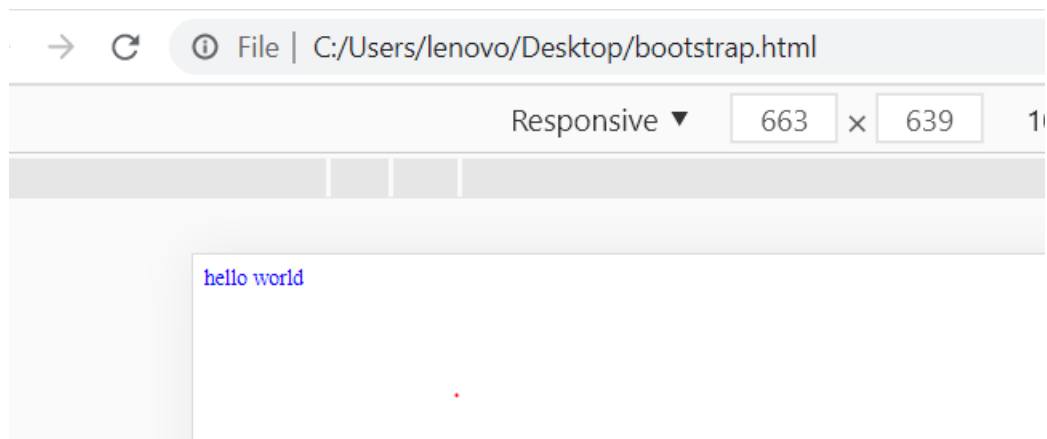 File | C:/Users/lenovo/Desktop/bootstrap.html
Responsive ▼ 663 × 639
hello world